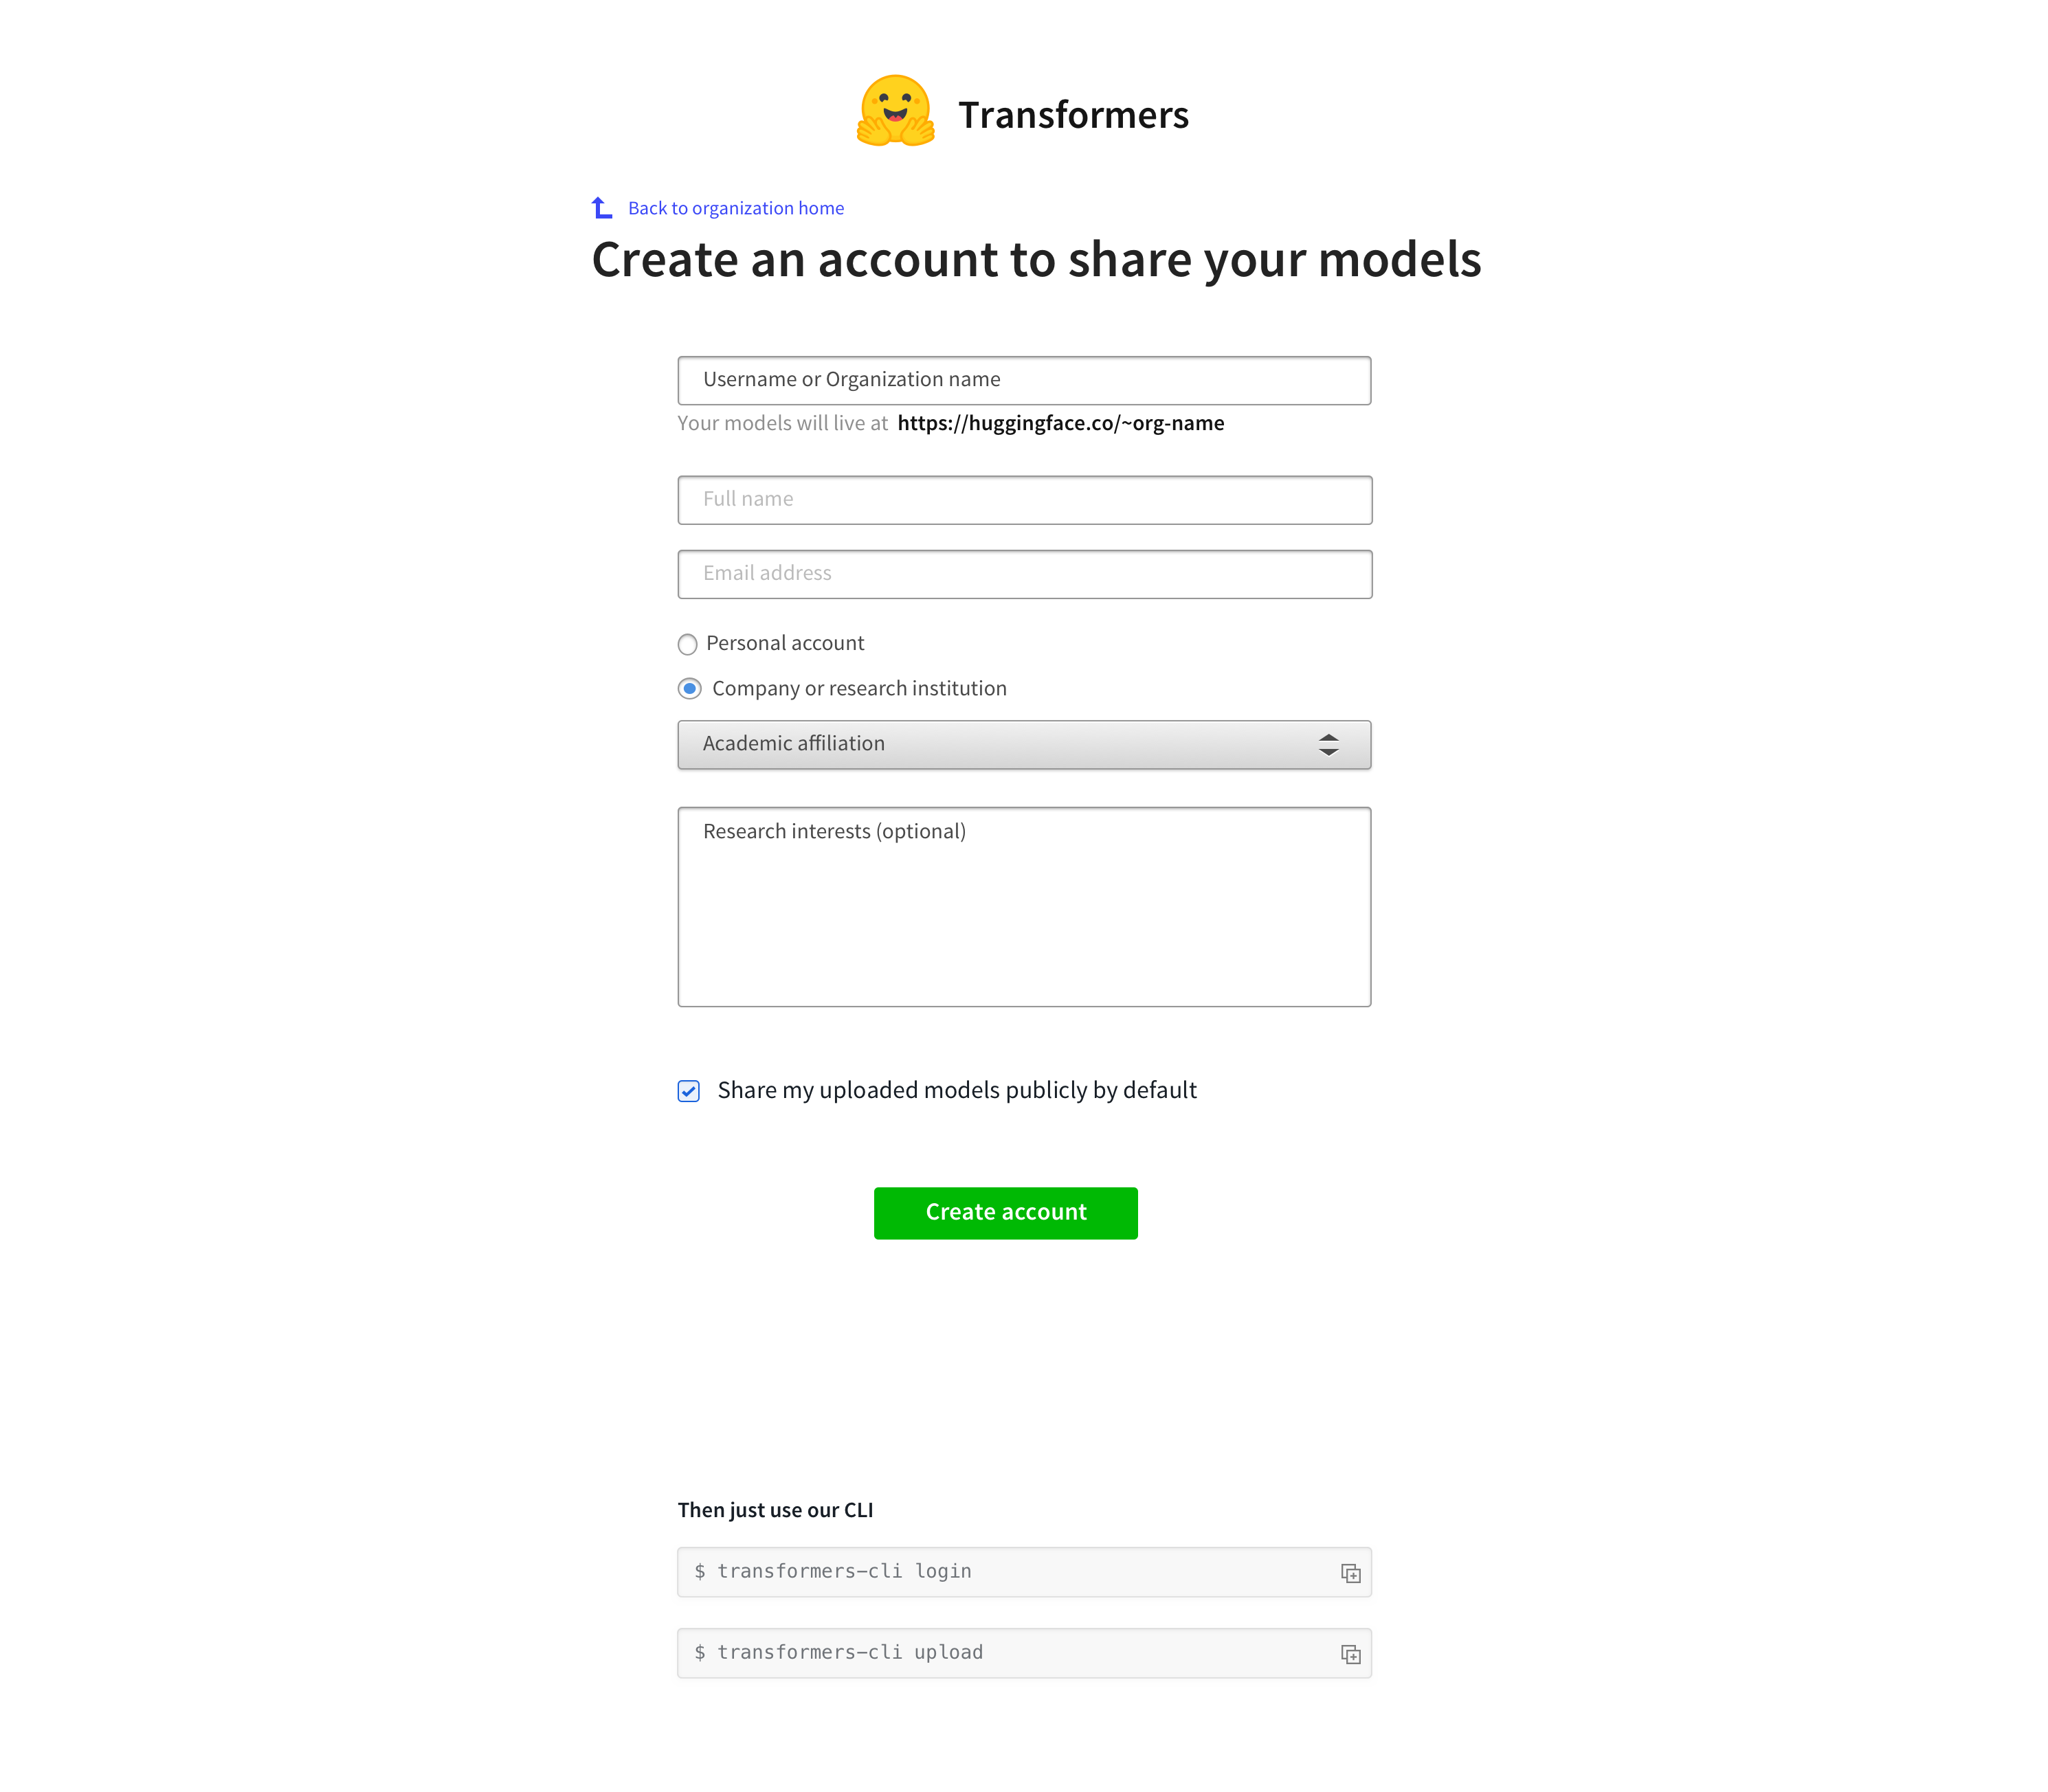 Transformers
Back to organization home
Create an account to share your models
Username or Organization name
Your models will live at https://huggingface.co/~org-name
Full name
Email address
Personal account
Company or research institution
Academic affiliation
Research interests (optional)
Share my uploaded models publicly by default
Create account
Then just use our CLI
$ transformers-cli login
$ transformers-cli upload